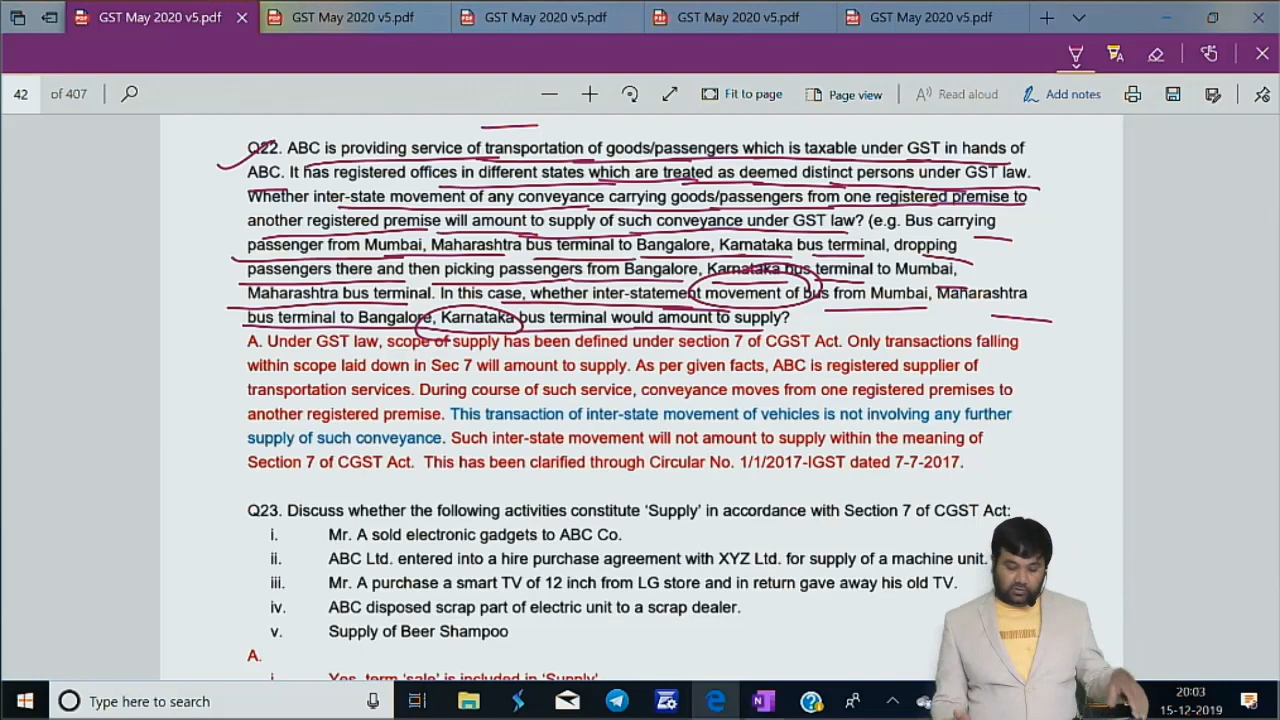 GST May 2020 v5.pdf
GST May 2020 v5.pdf
GST May 2020 v5.pdf
GST May 2020 v5.pdf
GST May 2020 v5.pdf
42 of 407
Fit to page
Page view
Read aloud
Add notes
Q22. ABC is providing service of transportation of goods/passengers which is taxable under GST in hands of
ABC. It has registered offices in different states which are treated as deemed distinct persons under GST law.
Whether inter-state movement of any conveyance carrying goods/passengers from one registered premise to
another registered premise will amount to supply of such conveyance under GST law? (e.g. Bus carrying
passenger from Mumbai, Maharashtra bus terminal to Bangalore, Karnataka bus terminal, dropping
passengers there and then picking passengers from Bangalore, Karnataka bus terminal to Mumbai,
Maharashtra bus terminal. In this case, whether inter-statement movement of bus from Mumbai, Maharashtra
bus terminal to Bangalore, Karnataka bus terminal would amount to supply?
A. Under GST law, scope of supply has been defined under section 7 of CGST Act. Only transactions falling
within scope laid down in Sec 7 will amount to supply. As per given facts, ABC is registered supplier of
transportation services. During course of such service, conveyance moves from one registered premises to
another registered premise. This transaction of inter-state movement of vehicles is not involving any further
supply of such conveyance. Such inter-state movement will not amount to supply within the meaning of
Section 7 of CGST Act. This has been clarified through Circular No. 1/1/2017-IGST dated 7-7-2017.
Q23. Discuss whether the following activities constitute ‘Supply’ in accordance with Section 7 of CGST Act:
i. Mr. A sold electronic gadgets to ABC Co.
ii. ABC Ltd. entered into a hire purchase agreement with XYZ Ltd. for supply of a machine unit.
iii. Mr. A purchase a smart TV of 12 inch from LG store and in return gave away his old TV.
iv. ABC disposed scrap part of electric unit to a scrap dealer.
v. Supply of Beer Shampoo
A.
i. Yes, term ‘sale’ is included in ‘Supply’
Type here to search
20:03
15-12-2019